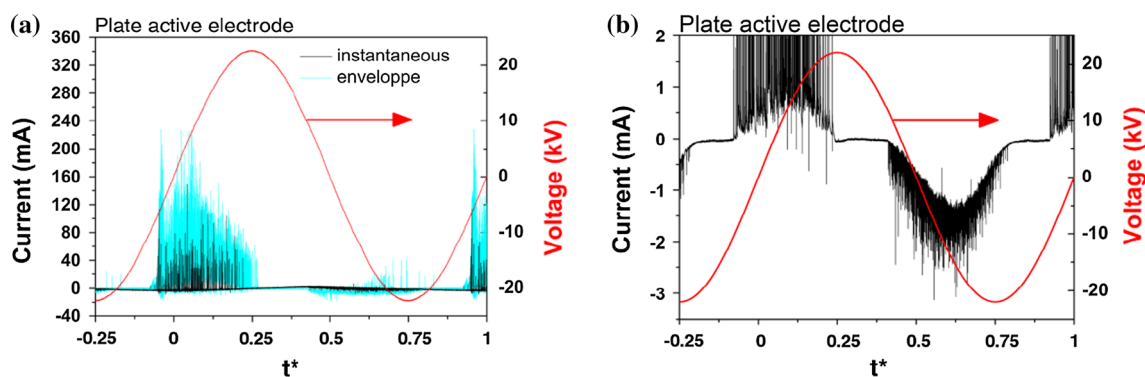 (a)
Plate active electrode
360
320
280
240
200
160
120
80
40
0
-40
Current (mA)
instantaneous
enveloppe
20
10
0
-10
-20
Voltage (kV)
-0.25 0 0.25 0.5 0.75 1
t*
(b)
Plate active electrode
2
1
0
-1
-2
-3
Current (mA)
20
10
0
-10
-20
Voltage (kV)
-0.25 0 0.25 0.5 0.75 1
t*